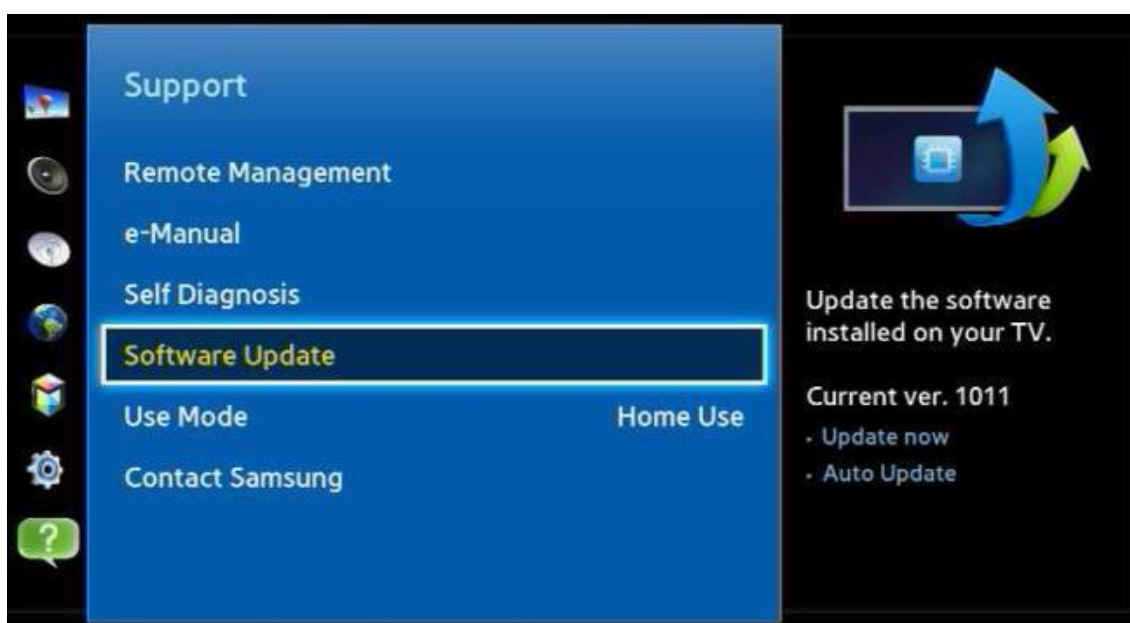 Support
Remote Management
e-Manual
Self Diagnosis
Software Update
Use Mode Home Use
Contact Samsung
Update the software
installed on your TV.
Current ver. 1011
· Update now
· Auto Update